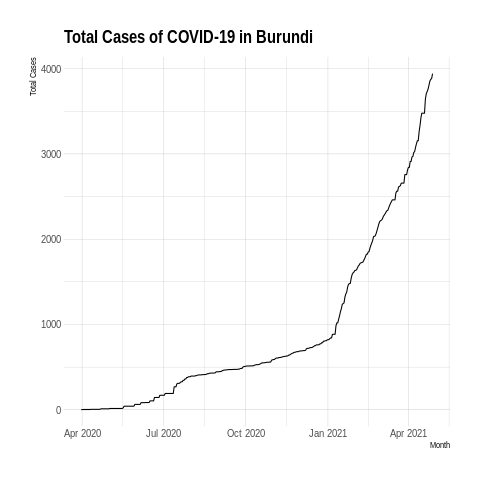 Total Cases of COVID-19 in Burundi
Total Cases
4000
3000
2000
1000
0
Apr 2020 Jul 2020 Oct 2020 Jan 2021 Apr 2021
Month